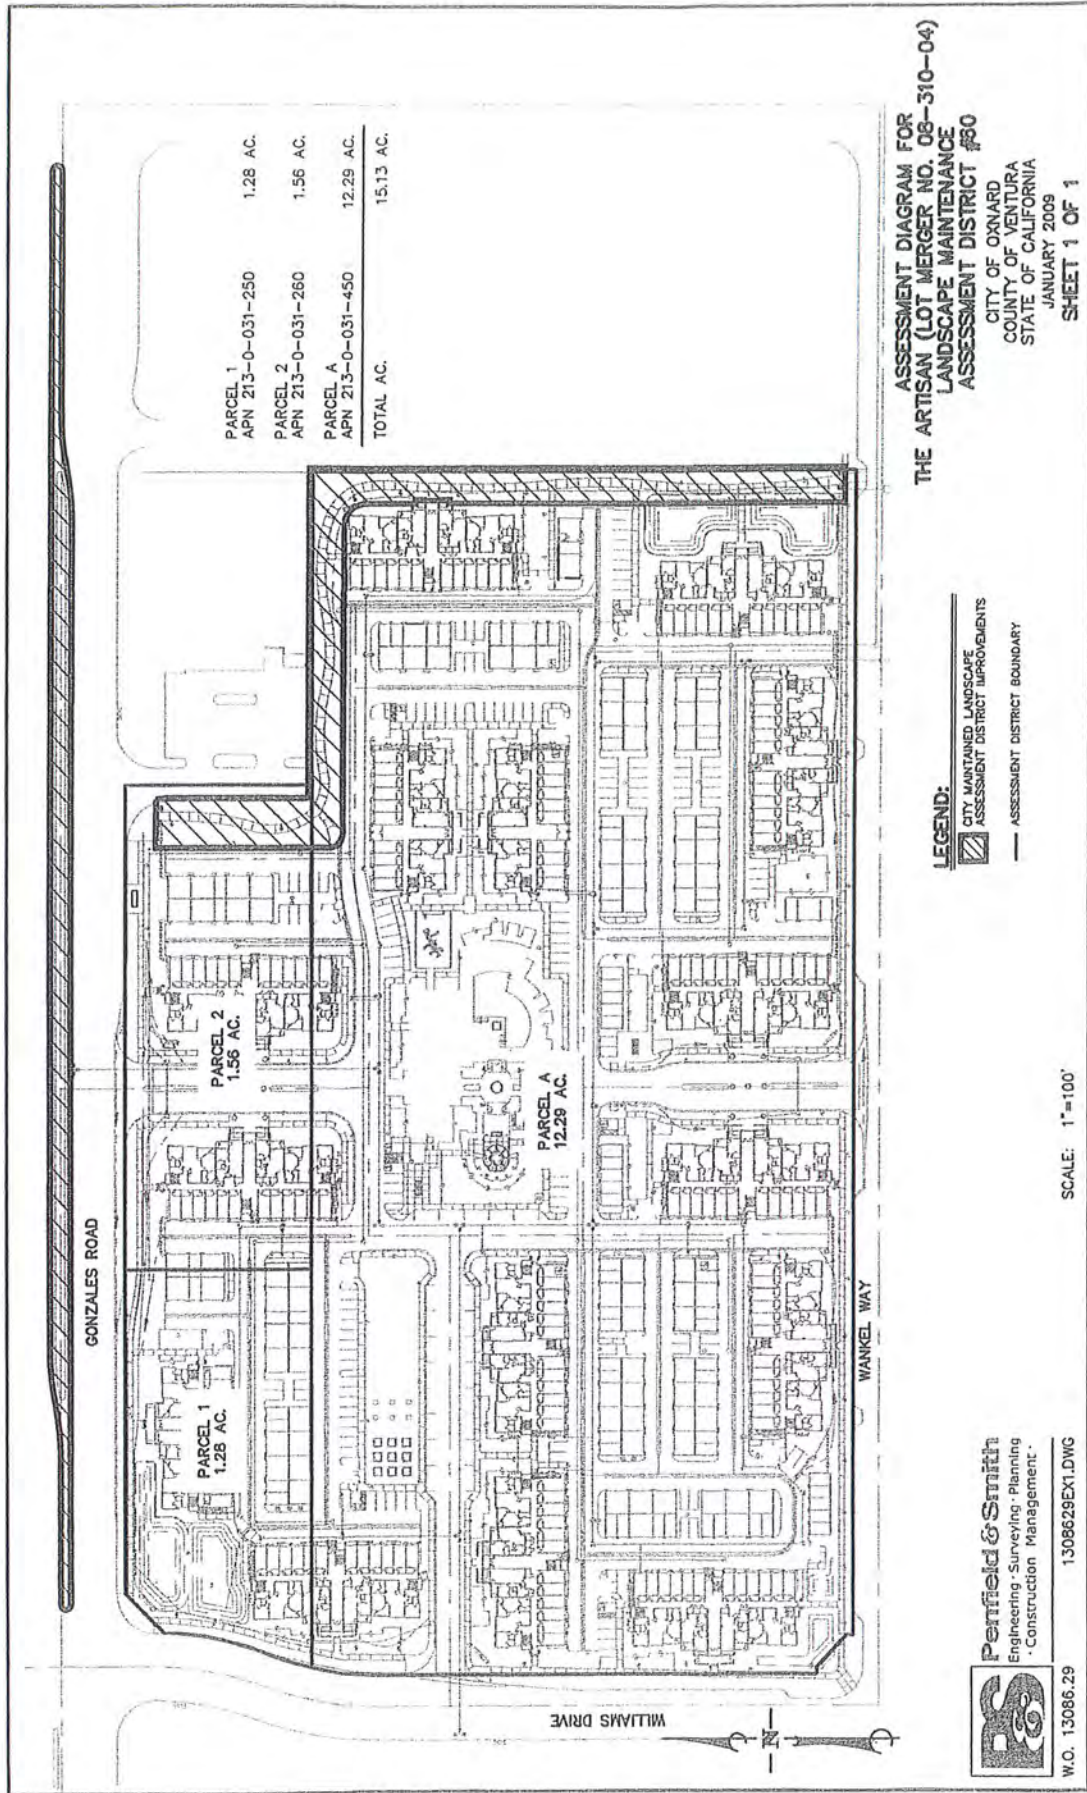 GONZALES ROAD
PARCEL 1
APN 213-0-031-250 1.28 AC.
PARCEL 2
APN 213-0-031-260 1.56 AC.
PARCEL A
APN 213-0-031-450 12.29 AC.
TOTAL AC. 15.13 AC.
PARCEL 1
1.28 AC.
PARCEL 2
1.56 AC.
PARCEL A
12.29 AC.
WILLIAMS DRIVE
WANKEL WAY
N
LEGEND:
CITY MAINTAINED LANDSCAPE
ASSESSMENT DISTRICT IMPROVEMENTS
ASSESSMENT DISTRICT BOUNDARY
SCALE: 1"=100'
ASSESSMENT DIAGRAM FOR
THE ARTISAN (LOT MERGER NO. 08-310-04)
LANDSCAPE MAINTENANCE
ASSESSMENT DISTRICT #60
CITY OF OXNARD
COUNTY OF VENTURA
STATE OF CALIFORNIA
JANUARY 2009
SHEET 1 OF 1
P&S
Penfield & Smith
Engineering · Surveying · Planning
· Construction Management ·
W.O. 13086.29 1308629EX1.DWG